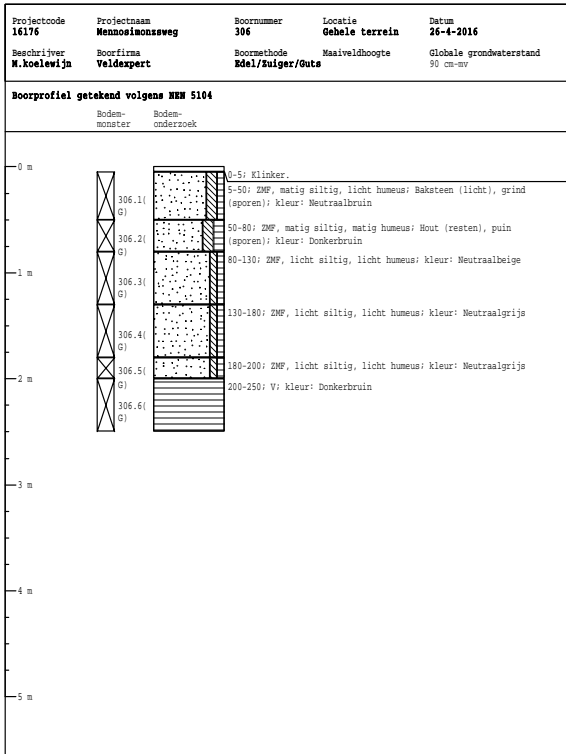 Projectcode Projectnaam Boornummer Locatie Datum
16176 Mennosimonzsweg 306 Gehele terrein 26-4-2016
Beschrijver Boorfirma Boormethode Maaiveldhoogte Globale grondwaterstand
M.koelewijn Veldexpert Edel/Zuiger/Guts 90 cm-mv
Boorprofiel getekend volgens NEN 5104
Bodem- Bodem-
monster onderzoek
0 m
0-5; Klinker.
5-50; ZMF, matig siltig, licht humeus; Baksteen (licht), grind
306.1(
(sporen); kleur: Neutraalbruin
G)
50-80; ZMF, matig siltig, matig humeus; Hout (resten), puin
306.2(
(sporen); kleur: Donkerbruin
G)
80-130; ZMF, licht siltig, licht humeus; kleur: Neutraalbeige
1 m
306.3(
G)
130-180; ZMF, licht siltig, licht humeus; kleur: Neutraalgrijs
306.4(
G)
180-200; ZMF, licht siltig, licht humeus; kleur: Neutraalgrijs
306.5(
2 m
G)
200-250; V; kleur: Donkerbruin
306.6(
G)
3 m
4 m
5 m